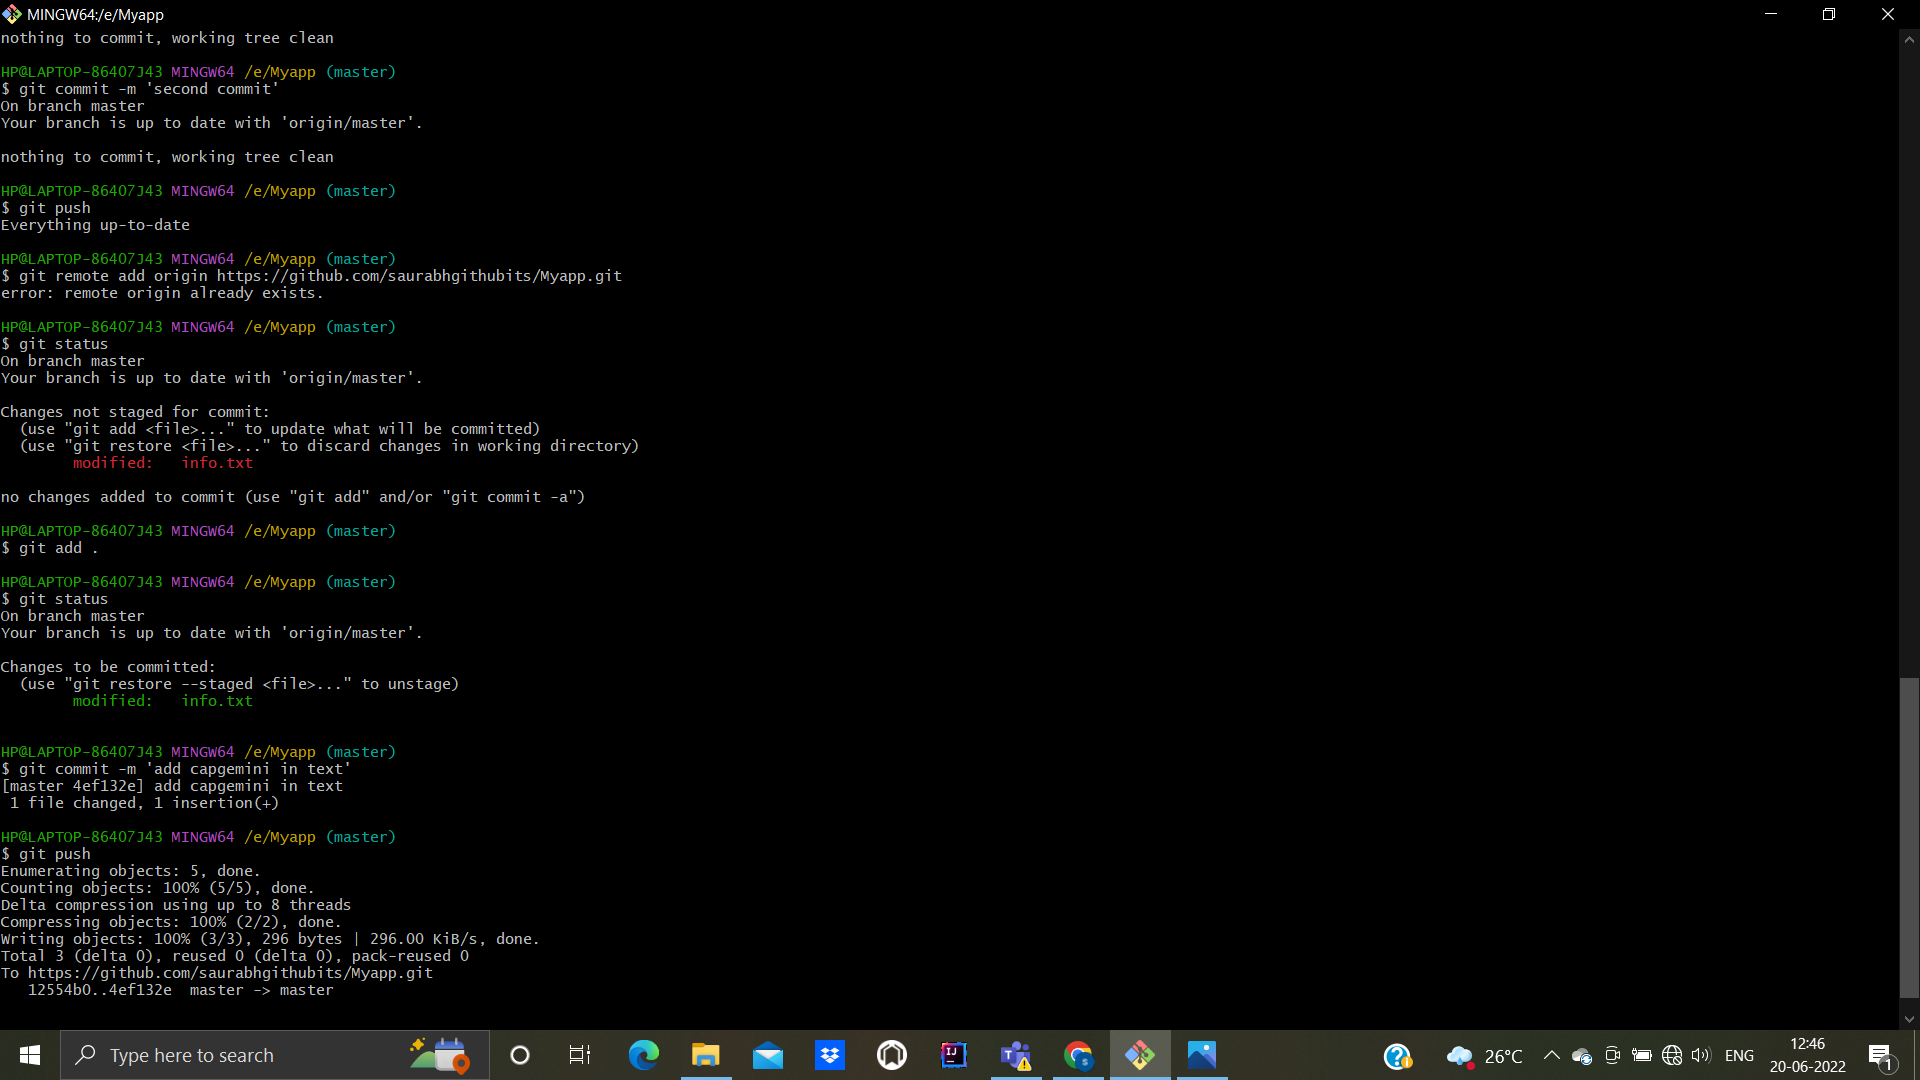 MINGW64:/e/Myapp
nothing to commit, working tree clean
HP@LAPTOP-86407J43 MINGW64 /e/Myapp (master)
$ git commit -m 'second commit'
On branch master
Your branch is up to date with 'origin/master'.
nothing to commit, working tree clean
HP@LAPTOP-86407J43 MINGW64 /e/Myapp (master)
$ git push
Everything up-to-date
HP@LAPTOP-86407J43 MINGW64 /e/Myapp (master)
$ git remote add origin https://github.com/saurabhgithubits/Myapp.git
error: remote origin already exists.
HP@LAPTOP-86407J43 MINGW64 /e/Myapp (master)
$ git status
On branch master
Your branch is up to date with 'origin/master'.
Changes not staged for commit:
  (use "git add <file>..." to update what will be committed)
  (use "git restore <file>..." to discard changes in working directory)
        modified:   info.txt
no changes added to commit (use "git add" and/or "git commit -a")
HP@LAPTOP-86407J43 MINGW64 /e/Myapp (master)
$ git add .
HP@LAPTOP-86407J43 MINGW64 /e/Myapp (master)
$ git status
On branch master
Your branch is up to date with 'origin/master'.
Changes to be committed:
  (use "git restore --staged <file>..." to unstage)
        modified:   info.txt
HP@LAPTOP-86407J43 MINGW64 /e/Myapp (master)
$ git commit -m 'add capgemini in text'
[master 4ef132e] add capgemini in text
 1 file changed, 1 insertion(+)
HP@LAPTOP-86407J43 MINGW64 /e/Myapp (master)
$ git push
Enumerating objects: 5, done.
Counting objects: 100% (5/5), done.
Delta compression using up to 8 threads
Compressing objects: 100% (2/2), done.
Writing objects: 100% (3/3), 296 bytes | 296.00 KiB/s, done.
Total 3 (delta 0), reused 0 (delta 0), pack-reused 0
To https://github.com/saurabhgithubits/Myapp.git
   12554b0..4ef132e  master -> master
Type here to search
26°C
ENG
12:46
20-06-2022
1